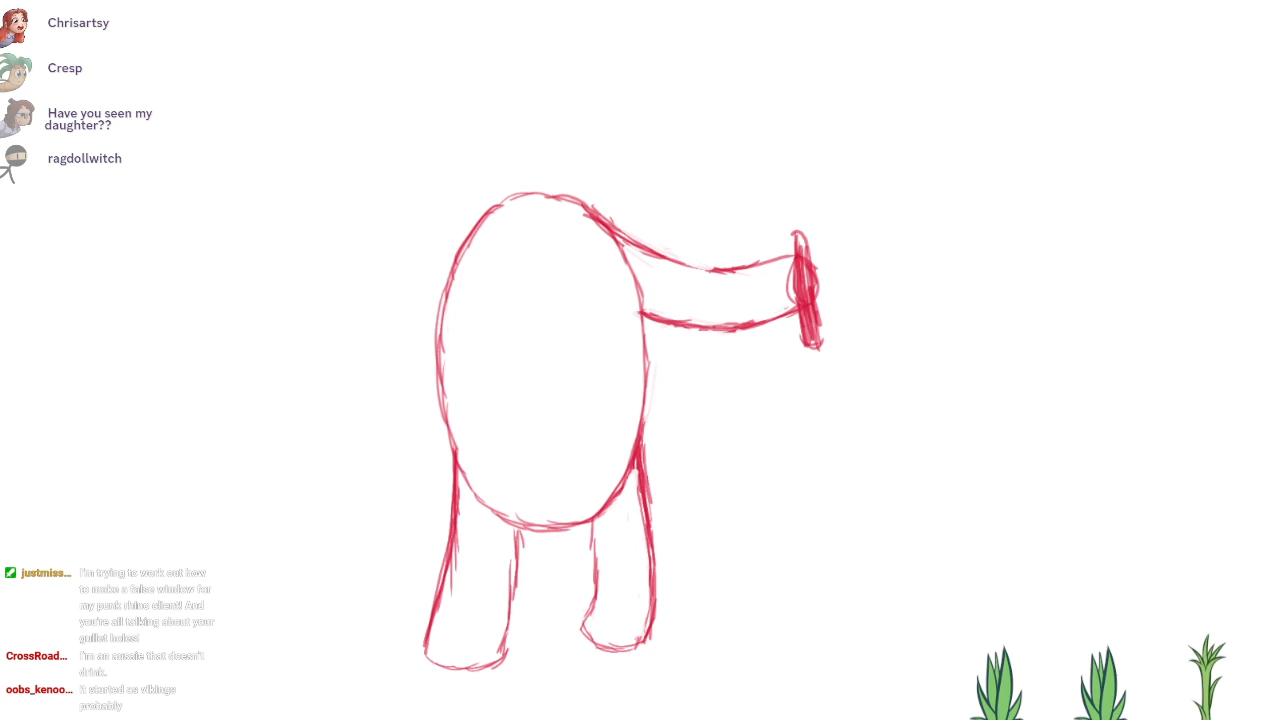 Chrisartsy
Cresp
Have you seen my
daughter??
ragdollwitch
justmiss... I'm trying to work out how
to make a false window for
my punk rhino client! And
you're all talking about your
gullet holes!
CrossRoad... I'm an aussie that doesn't
drink.
oobs_kenoo... it started as vikings
probably